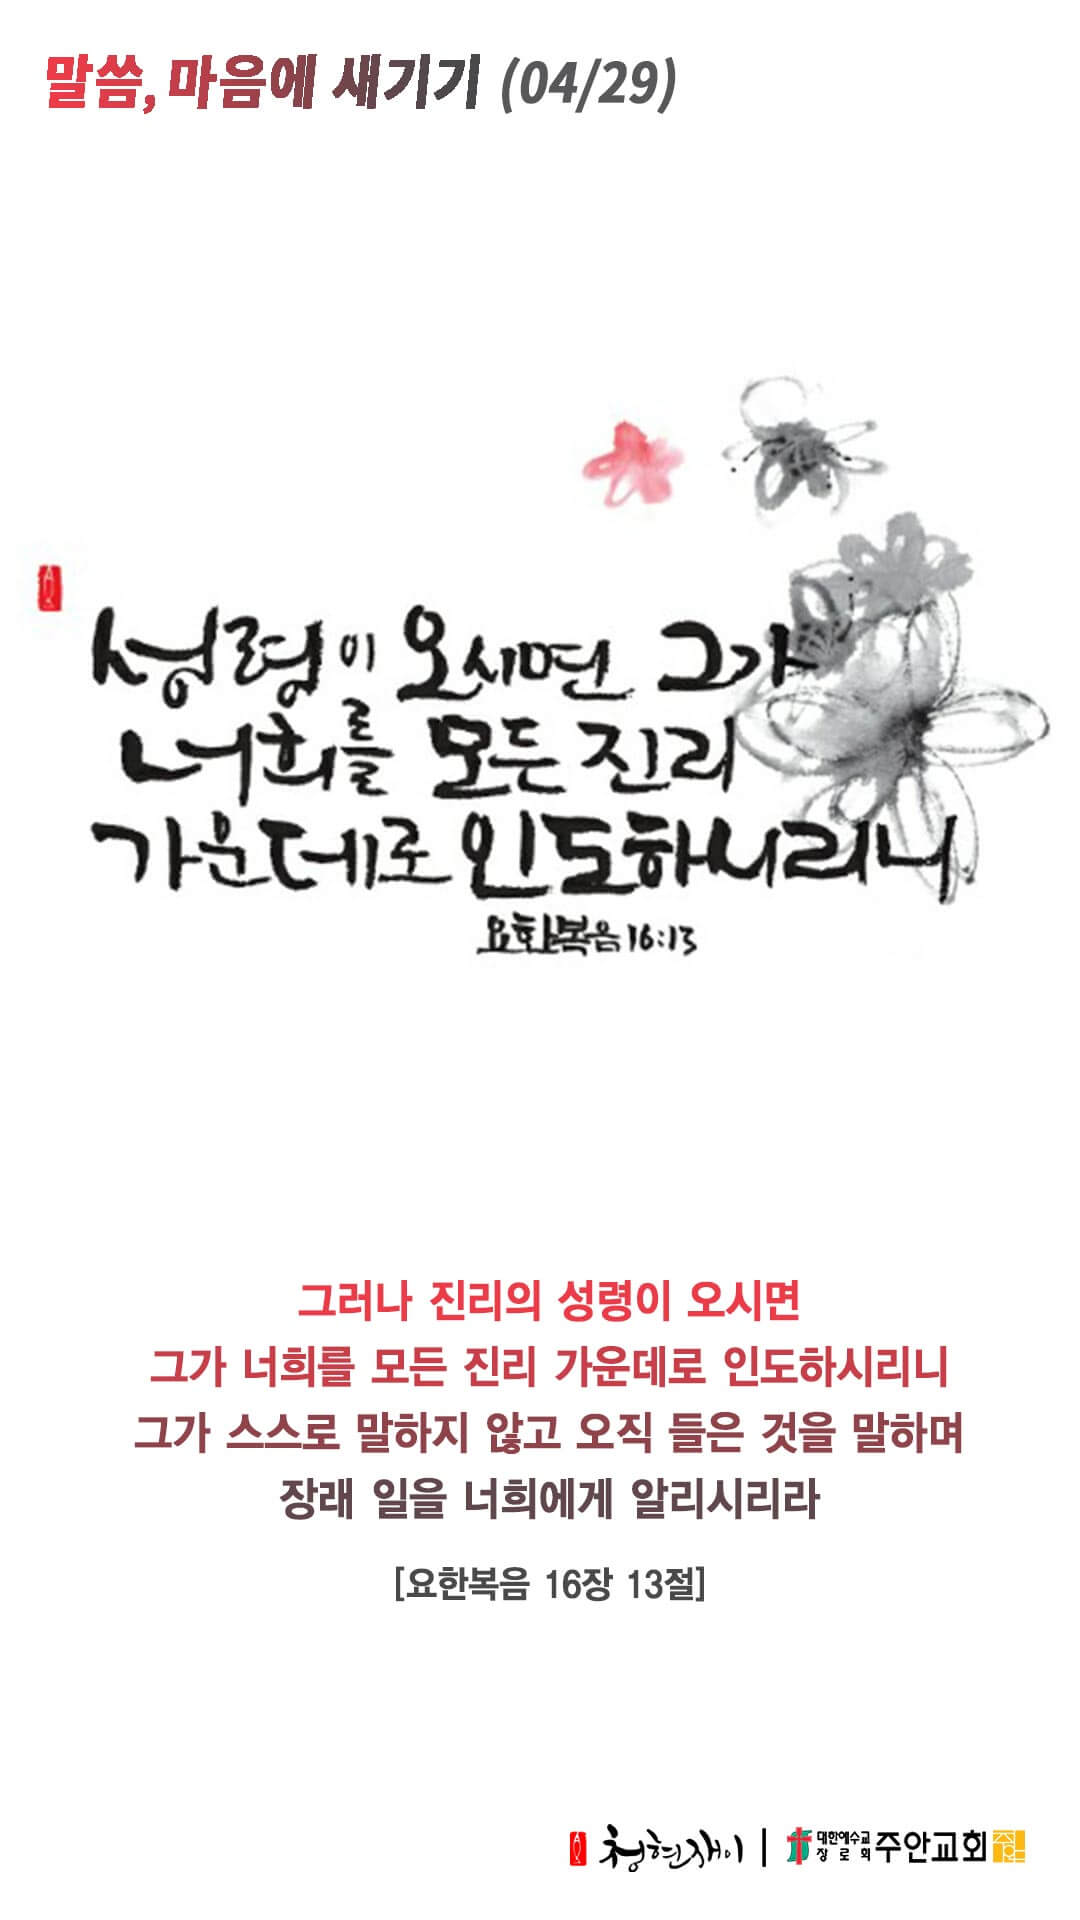 말씀, 마음에 새기기 (04/29)
성령이 오시면 그가
너희를 모든 진리
가운데로 인도하시리니
요한복음 16:13
그러나 진리의 성령이 오시면
그가 너희를 모든 진리 가운데로 인도하시리니
그가 스스로 말하지 않고 오직 들은 것을 말하며
장래 일을 너희에게 알리시리라
[요한복음 16장 13절]
청현재이 | 대한예수교 장로회 주안교회